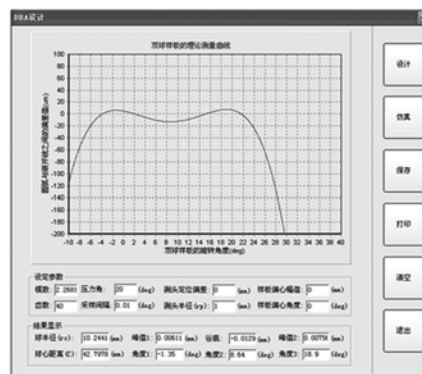 DBA设计
双球样板的理论测量曲线
100
80
60
40
20
0
-20
-40
-60
-80
-100
-120
-140
-160
-180
-200
-10 -8 -6 -4 -2 0 2 4 6 8 10 12 14 16 18 20 22 24 26 28 30 32 34 36 38 40
双球样板的旋转角度(deg)
设计
仿真
保存
打印
清空
退出
设定参数
模数: 2.2681 压力角: 20 (deg) 测头定位误差: 0 (mm) 样板偏心幅值: 0 (mm)
齿数: 40 采样间隔: 0.01 (deg) 测头半径(rp): 1 (mm) 样板偏心角度: 0 (deg)
结果显示
球半径(rc): 10.2441 (mm) 峰值1: 0.00611 (mm) 谷底: -0.0129 (mm) 峰值2: 0.00756 (mm)
球心距离(C): 42.7978 (mm) 角度1: -1.35 (deg) 角度2: 8.64 (deg) 角度3: 18.9 (deg)